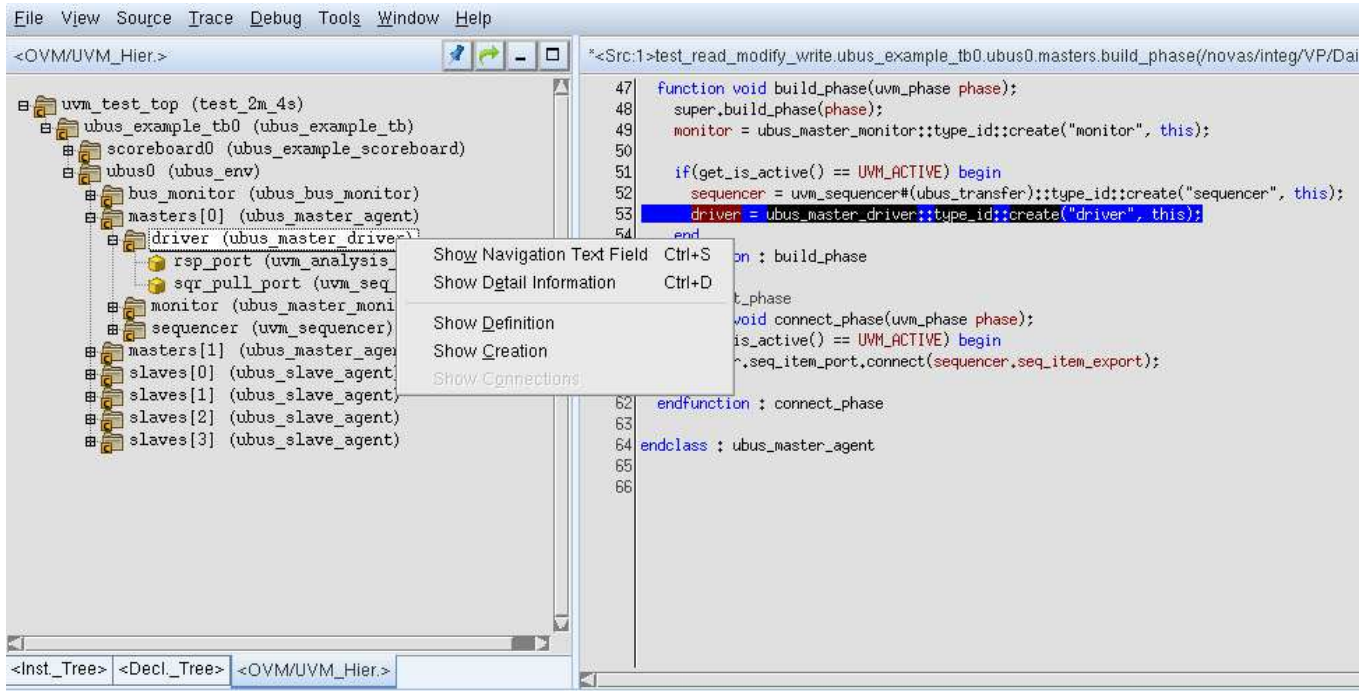 File View Source Trace Debug Tools Window Help
<OVM/UVM_Hier.>
uvm_test_top (test_2m_4s)
ubus_example_tb0 (ubus_example_tb)
scoreboard0 (ubus_example_scoreboard)
ubus0 (ubus_env)
bus_monitor (ubus_bus_monitor)
masters[0] (ubus_master_agent)
driver (ubus_master_driver)
rsp_port (uvm_analysis_
sqr_pull_port (uvm_seq_
monitor (ubus_master_moni
sequencer (uvm_sequencer)
masters[1] (ubus_master_agen
slaves[0] (ubus_slave_agent
slaves[1] (ubus_slave_agent)
slaves[2] (ubus_slave_agent)
slaves[3] (ubus_slave_agent)
Show Navigation Text Field Ctrl+S
Show Detail Information Ctrl+D
Show Definition
Show Creation
Show Connections
<Inst._Tree> <Decl._Tree> <OVM/UVM_Hier.>
*<Src:1>test_read_modify_write.ubus_example_tb0.ubus0.masters.build_phase(/novas/integ/VP/Dai
47 function void build_phase(uvm_phase phase);
48 super.build_phase(phase);
49 monitor = ubus_master_monitor::type_id::create("monitor", this);
50
51 if(get_is_active() == UVM_ACTIVE) begin
52 sequencer = uvm_sequencer#(ubus_transfer)::type_id::create("sequencer", this);
53 driver = ubus_master_driver::type_id::create("driver", this);
54 end
on : build_phase
t_phase
void connect_phase(uvm_phase phase);
is_active() == UVM_ACTIVE) begin
r.seq_item_port.connect(sequencer.seq_item_export);
62 endfunction : connect_phase
63
64 endclass : ubus_master_agent
65
66